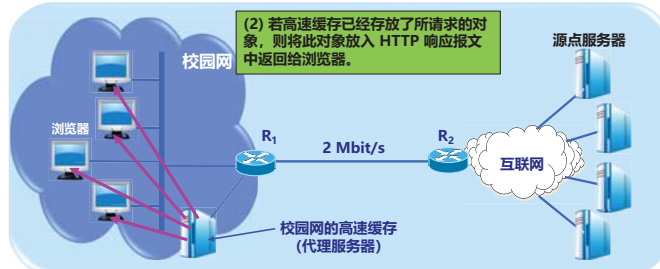 (2) 若高速缓存已经存放了所请求的对
象，则将此对象放入 HTTP 响应报文
中返回给浏览器。
校园网
源点服务器
浏览器
R1
2 Mbit/s
R2
互联网
校园网的高速缓存
(代理服务器)